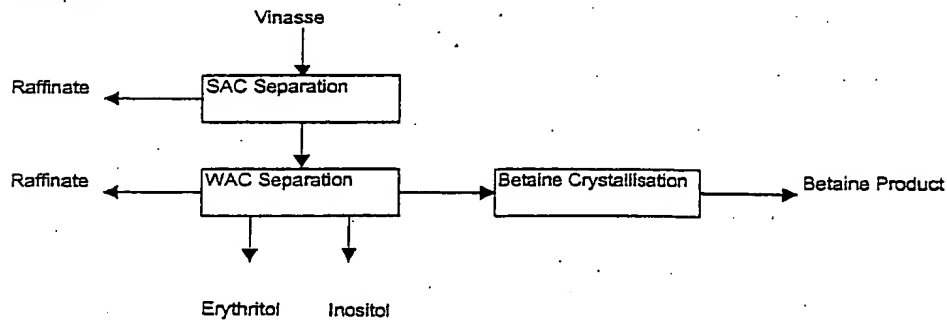 Vinasse
Raffinate
SAC Separation
Raffinate
WAC Separation
Betaine Crystallisation
Betaine Product
Erythritol
Inositol